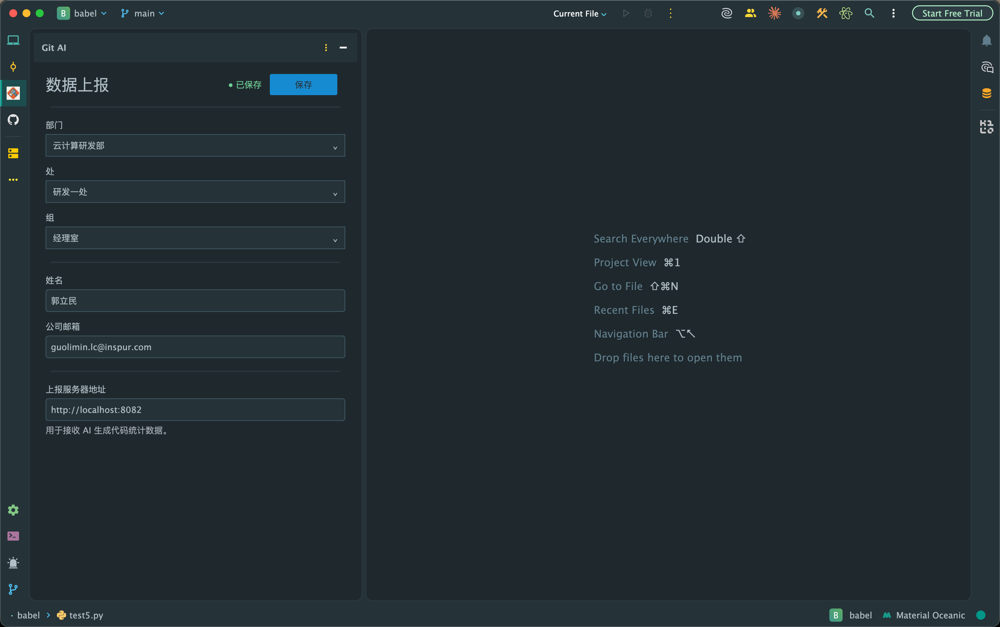 B babel main Current File Start Free Trial
Git AI
数据上报 已保存 保存
部门
云计算研发部
处
研发一处
组
经理室
姓名
郭立民
公司邮箱
guolimin.lc@inspur.com
上报服务器地址
http://localhost:8082
用于接收 AI 生成代码统计数据。
Search Everywhere Double ⇧
Project View ⌘1
Go to File ⇧⌘N
Recent Files ⌘E
Navigation Bar ⌥↖
Drop files here to open them
babel test5.py B babel Material Oceanic